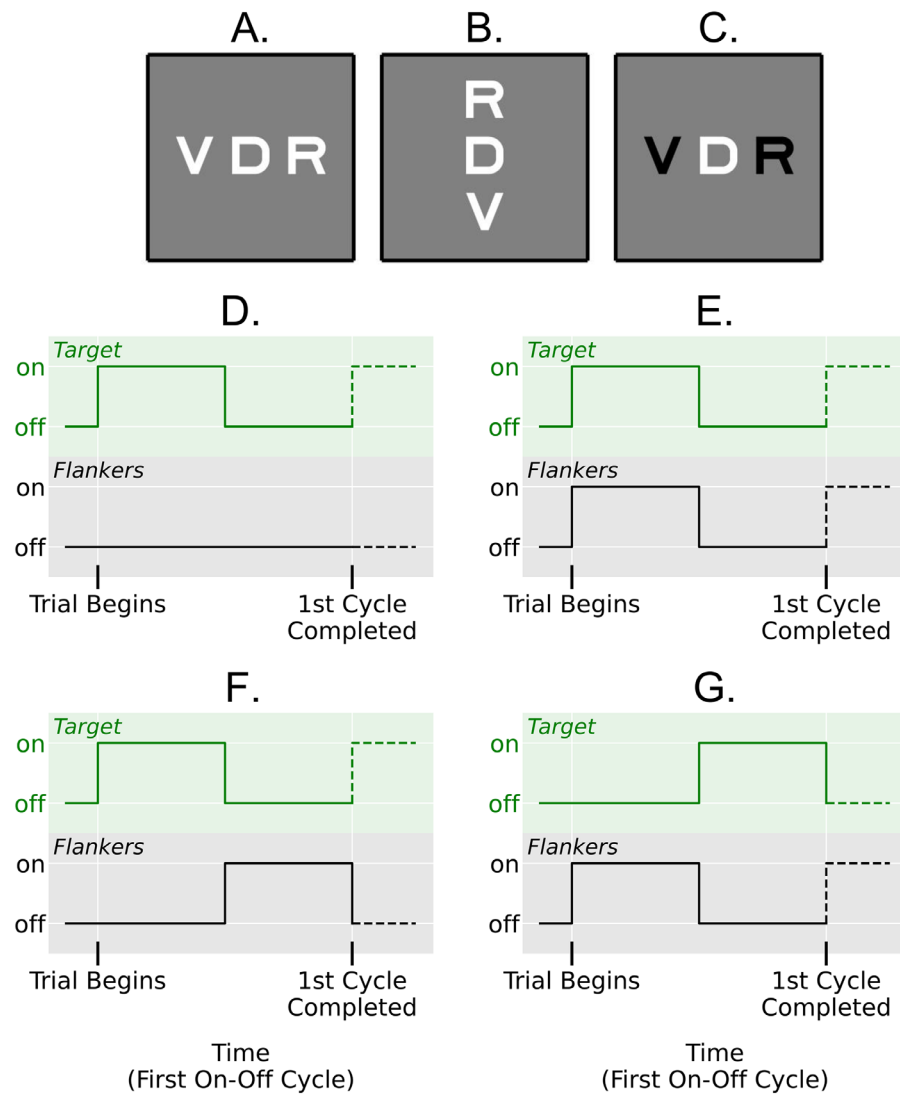 A. B. C.
V D R
R
D
V
V D R
D. E.
Target
on
off
Flankers
on
off
Trial Begins
1st Cycle
Completed
Target
on
off
Flankers
on
off
Trial Begins
1st Cycle
Completed
F. G.
Target
on
off
Flankers
on
off
Trial Begins
1st Cycle
Completed
Time
(First On-Off Cycle)
Target
on
off
Flankers
on
off
Trial Begins
1st Cycle
Completed
Time
(First On-Off Cycle)